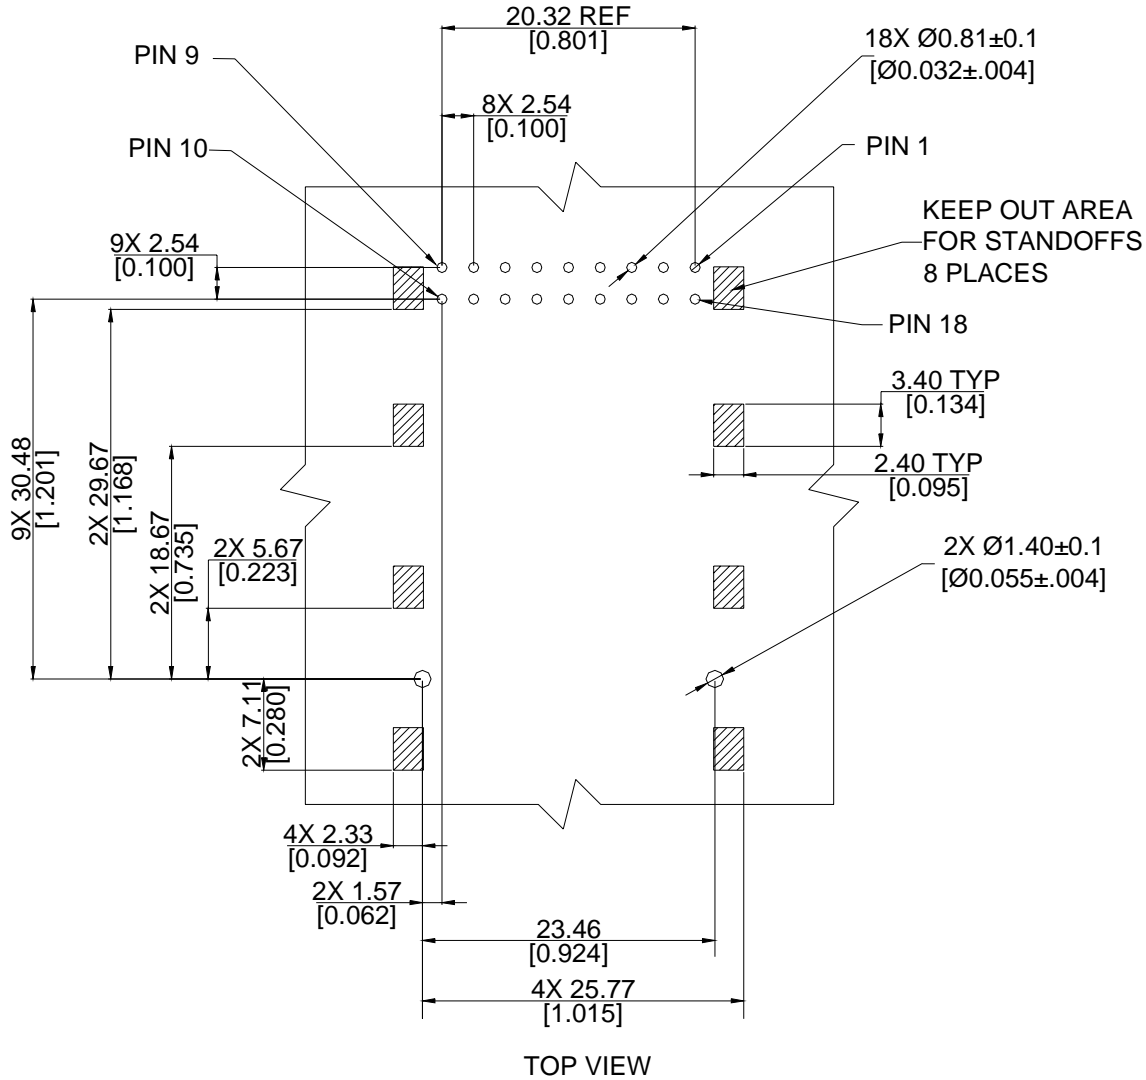 20.32 REF
[0.801]
18X Ø0.81±0.1
[Ø0.032±.004]
PIN 9
8X 2.54
[0.100]
PIN 10
PIN 1
KEEP OUT AREA
FOR STANDOFFS
8 PLACES
9X 2.54
[0.100]
PIN 18
3.40 TYP
[0.134]
2.40 TYP
[0.095]
9X 30.48
[1.201]
2X 29.67
[1.168]
2X 18.67
[0.735]
2X 5.67
[0.223]
2X Ø1.40±0.1
[Ø0.055±.004]
2X 7.11
[0.280]
4X 2.33
[0.092]
2X 1.57
[0.062]
23.46
[0.924]
4X 25.77
[1.015]
TOP VIEW